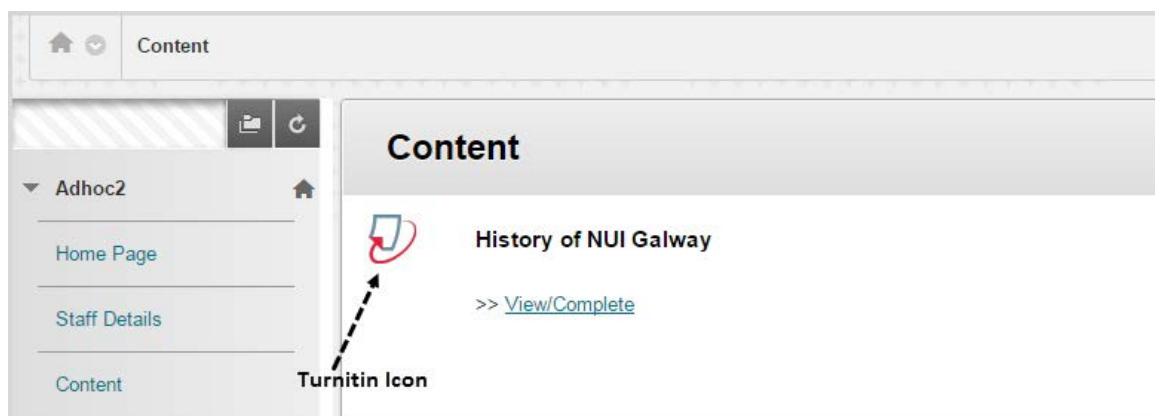 Content
Adhoc2
Home Page
Staff Details
Content
Content
History of NUI Galway
>> View/Complete
Turnitin Icon